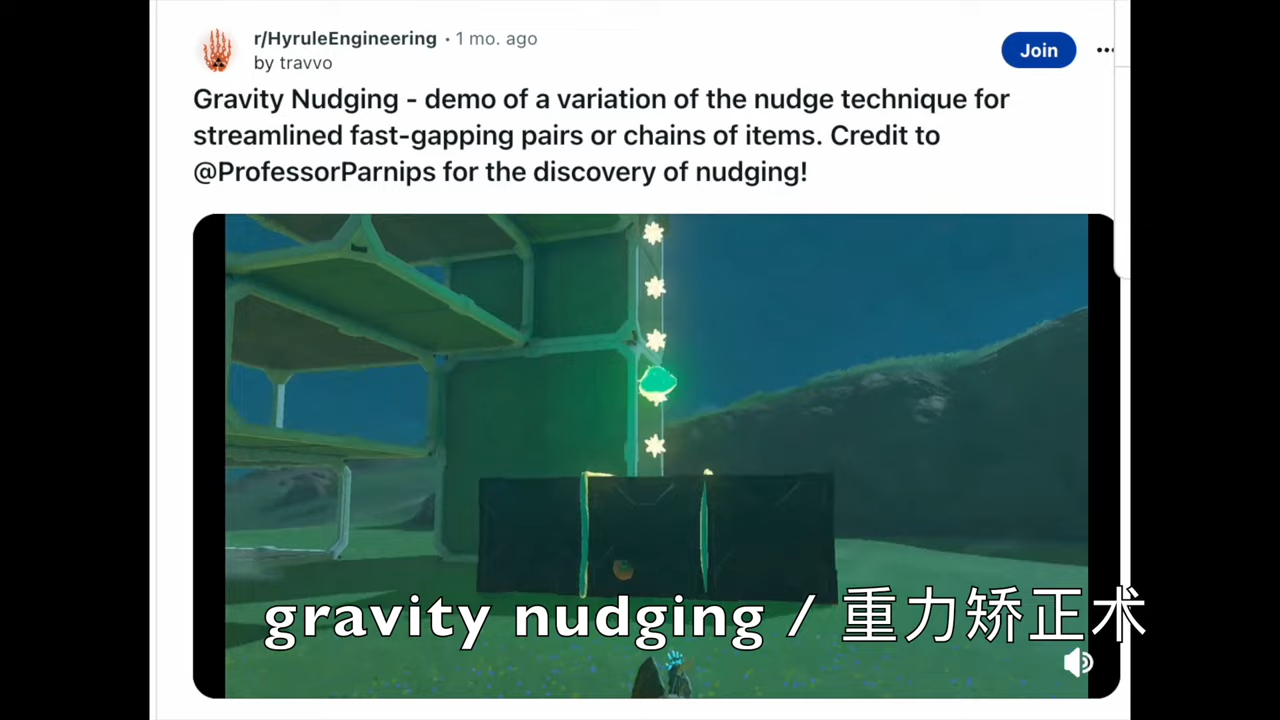 r/HyruleEngineering • 1 mo. ago
by travvo
Join
Gravity Nudging - demo of a variation of the nudge technique for
streamlined fast-gapping pairs or chains of items. Credit to
@ProfessorParnips for the discovery of nudging!
gravity nudging / 重力矫正术